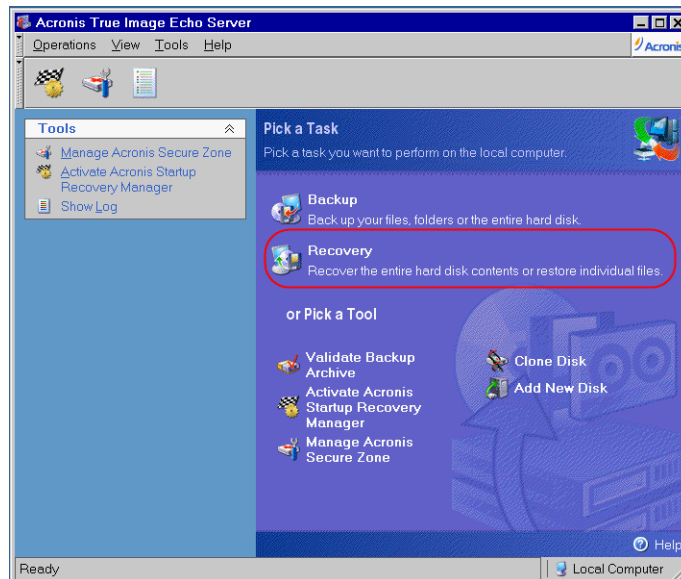 Acronis True Image Echo Server
Operations View Tools Help
Acronis
Tools
Manage Acronis Secure Zone
Activate Acronis Startup
Recovery Manager
Show Log
Pick a Task
Pick a task you want to perform on the local computer.
Backup
Back up your files, folders or the entire hard disk.
Recovery
Recover the entire hard disk contents or restore individual files.
or Pick a Tool
Validate Backup
Archive
Activate Acronis
Startup Recovery
Manager
Manage Acronis
Secure Zone
Clone Disk
Add New Disk
Help
Ready
Local Computer